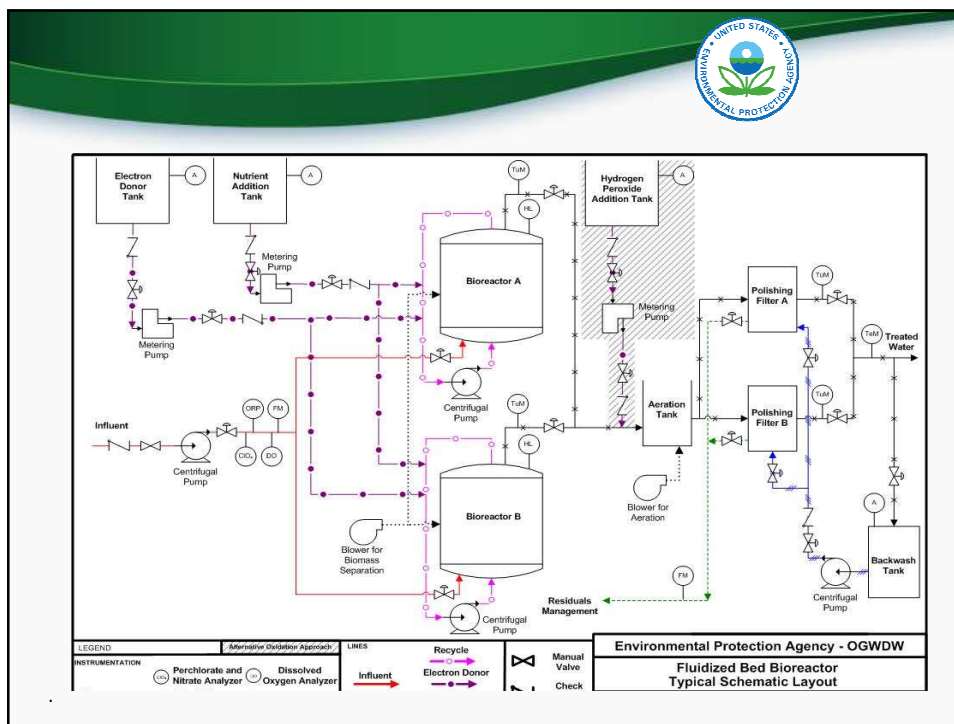 UNITED STATES
ENVIRONMENTAL PROTECTION AGENCY
Electron
Donor
Tank
A
Nutrient
Addition
Tank
A
TuM
HL
Hydrogen
Peroxide
Addition Tank
A
Metering
Pump
Metering
Pump
Bioreactor A
Metering
Pump
Polishing
Filter A
TuM
TeM
Treated
Water
Centrifugal
Pump
Influent
ORP
FM
ClO₄
DO
Centrifugal
Pump
TuM
HL
Aeration
Tank
Polishing
Filter B
TuM
Bioreactor B
Blower for
Biomass
Separation
Blower for
Aeration
A
Backwash
Tank
Centrifugal
Pump
FM
Residuals
Management
Centrifugal
Pump
LEGEND
Alternative Oxidation Approach
LINES
INSTRUMENTATION
ClO₄
Perchlorate and
Nitrate Analyzer
DO
Dissolved
Oxygen Analyzer
Influent
Recycle
Electron Donor
Manual
Valve
Check
Environmental Protection Agency - OGWDW
Fluidized Bed Bioreactor
Typical Schematic Layout